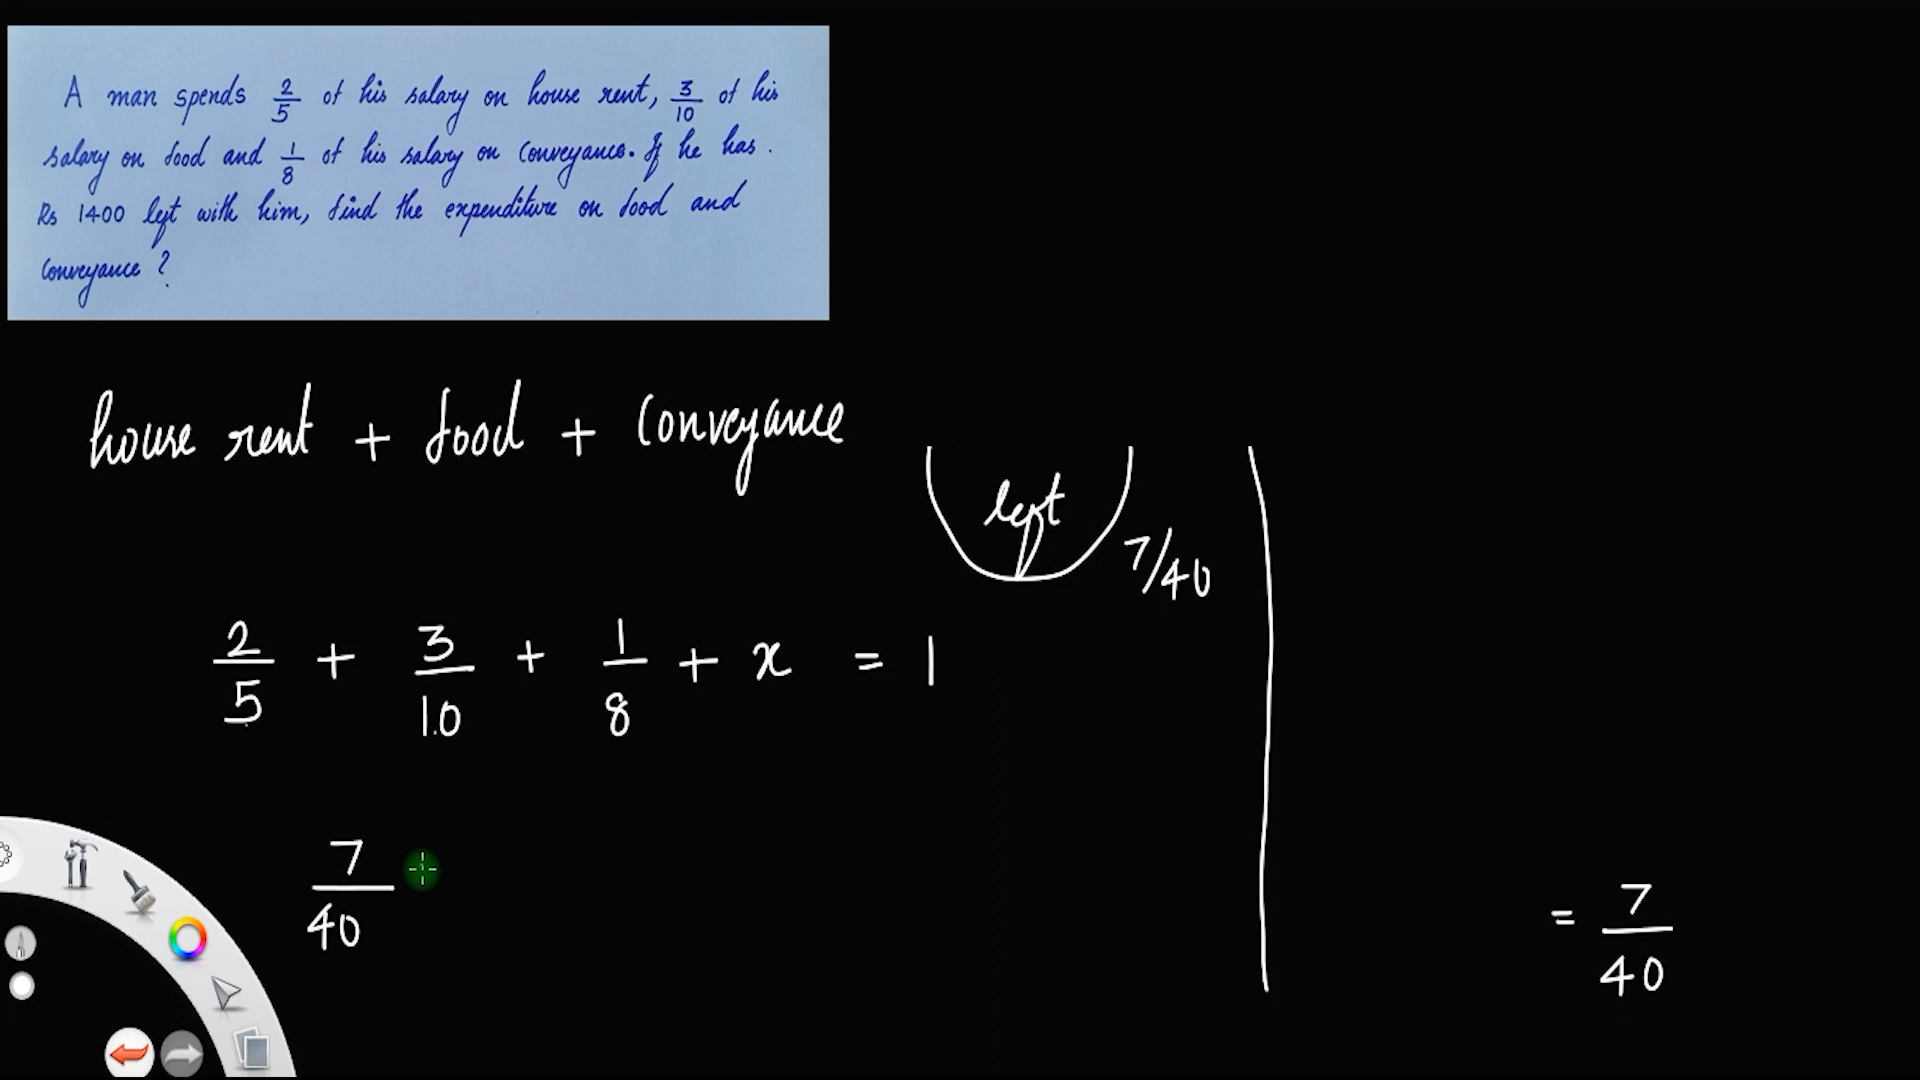 A man spends 2/5 of his salary on house rent, 3/10 of his
salary on food and 1/8 of his salary on conveyance. If he has.
Rs 1400 left with him, find the expenditure on food and
Conveyance ?
house rent + food + Conveyance
left
7/40
2/5 + 3/10 + 1/8 + x = 1
7/40
= 7/40